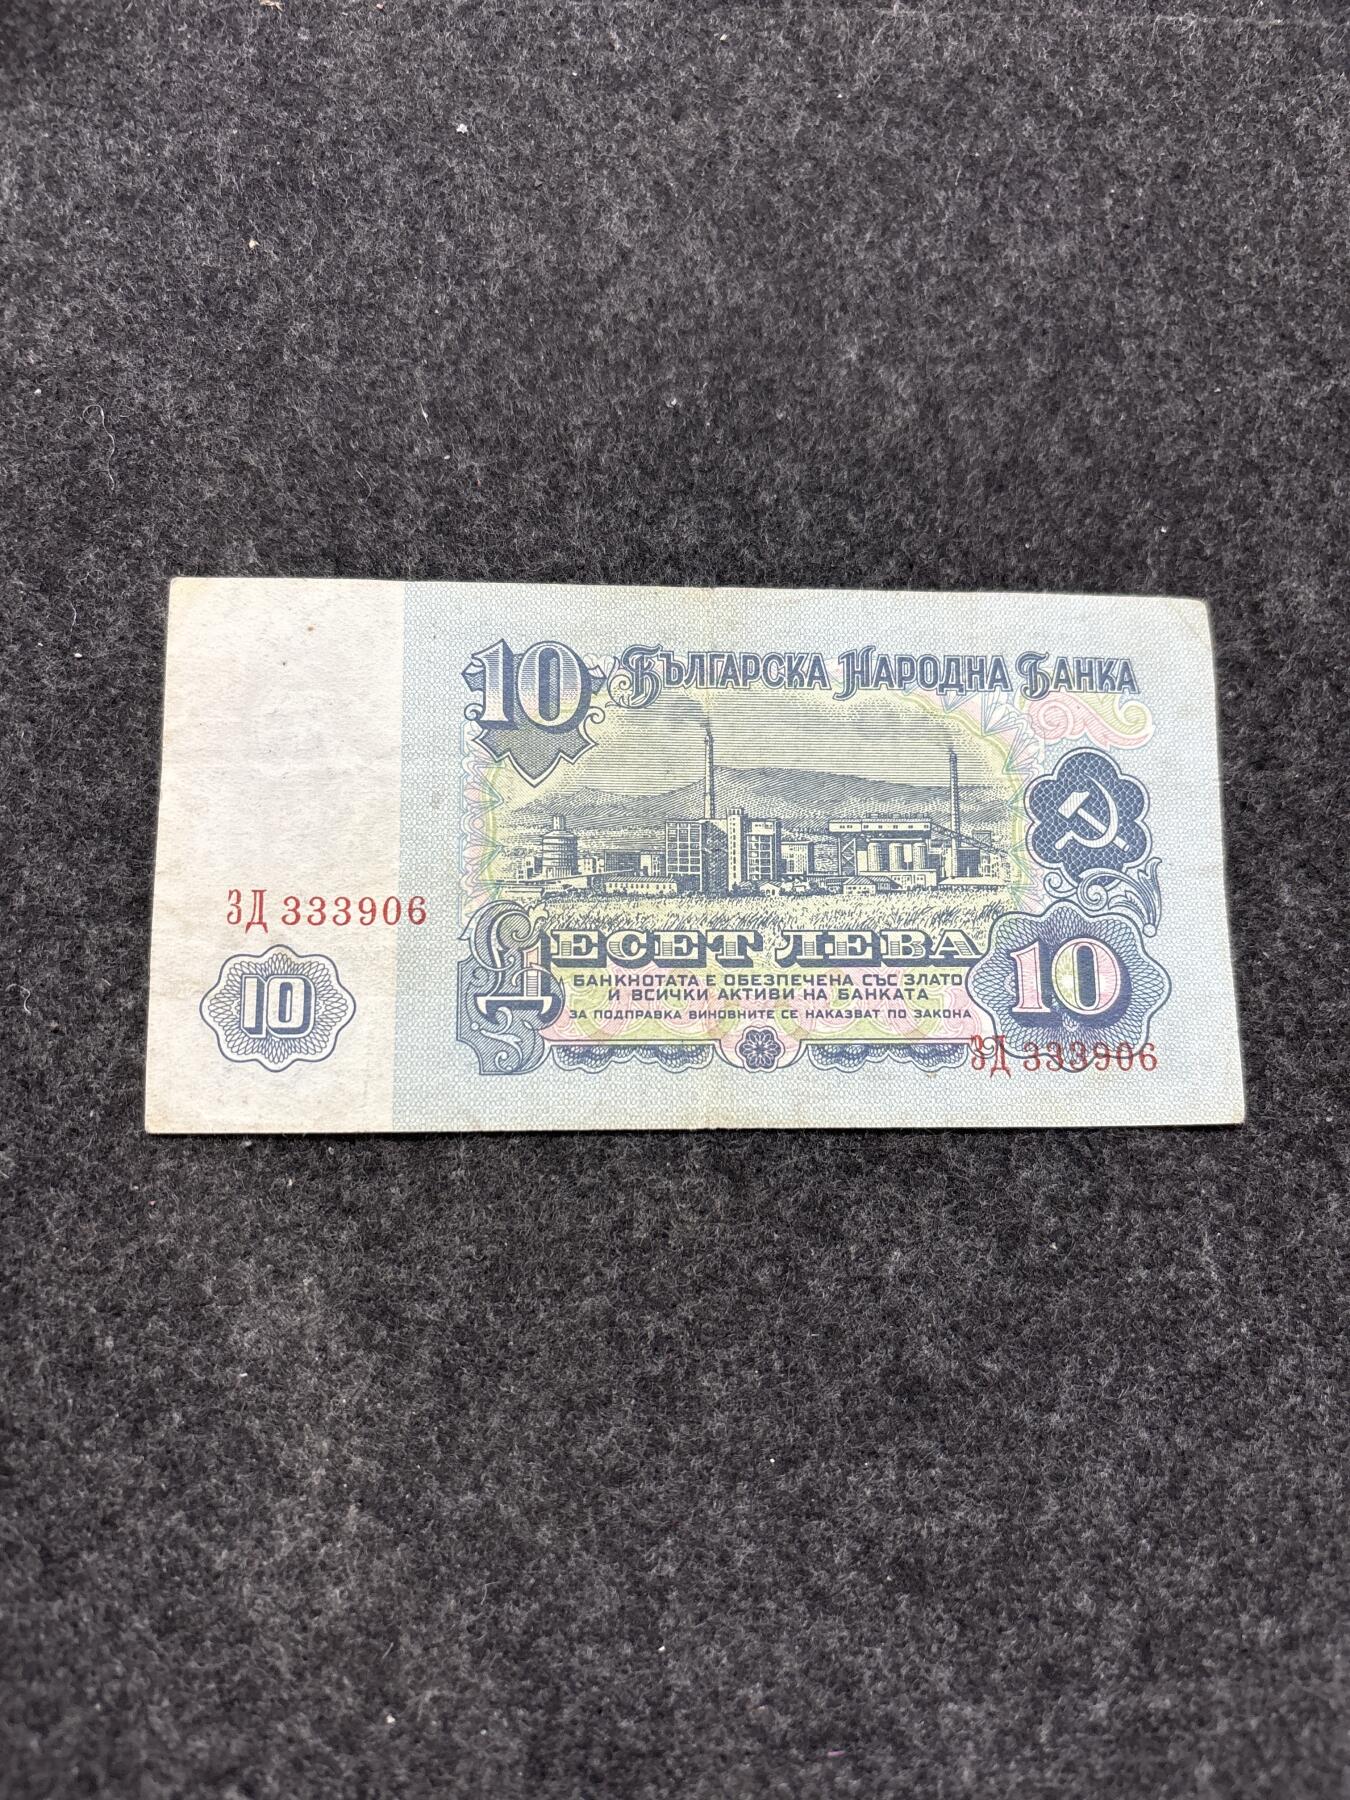 10 БЪЛГАРСКА НАРОДНА БАНКА
ЗД 333906
ДЕСЕТ ЛЕВА
10
10
БАНКНОТАТА Е ОБЕЗПЕЧЕНА СЪС ЗЛАТО
И ВСИЧКИ АКТИВИ НА БАНКАТА
ЗА ПОДПРАВКА ВИНОВНИТЕ СЕ НАКАЗВАТ ПО ЗАКОНА
ЗД 333906